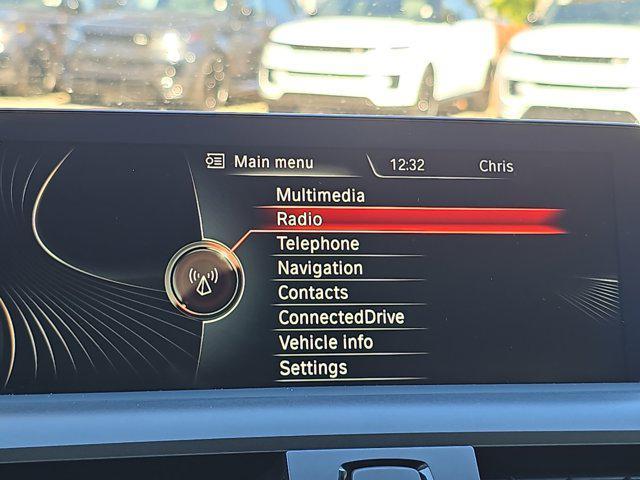 Main menu 12:32 Chris
Multimedia
Radio
Telephone
Navigation
Contacts
ConnectedDrive
Vehicle info
Settings